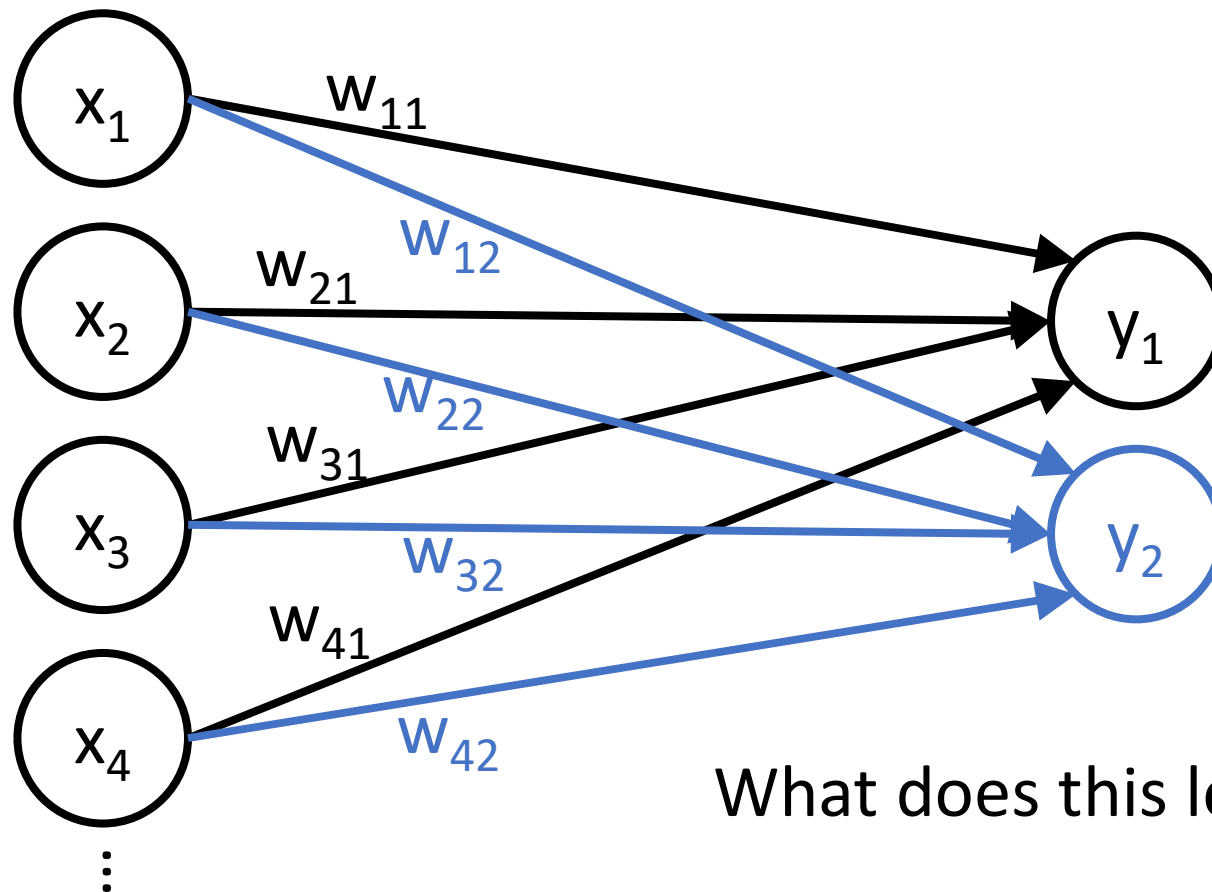 x₁
w₁₁
w₁₂
x₂
w₂₁
y₁
w₂₂
x₃
w₃₁
w₃₂
y₂
x₄
w₄₁
w₄₂
What does this
⋮